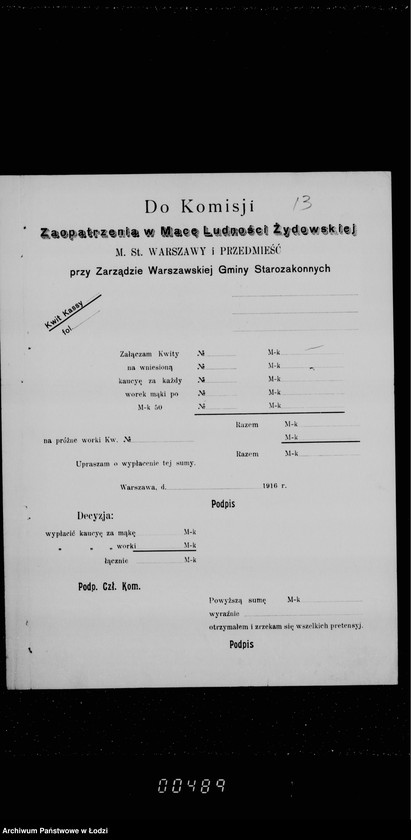 Do Komisji 13
Zaopatrzenia w Macę Ludności Żydowskiej
M. St. WARSZAWY i PRZEDMIEŚĆ
przy Zarządzie Warszawskiej Gminy Starozakonnych
Kwit Kassy
fol.
Załączam Kwity № M-k
na wniesioną № M-k
kaucyę za każdy № M-k
worek mąki po № M-k
M-k 50 № M-k
Razem M-k
na próżne worki Kw. № M-k
Razem M-k
Upraszam o wypłacenie tej sumy.
Warszawa, d. 1916 r.
Podpis
Decyzja:
wypłacić kaucyę za mąkę M-k
„ „ „ worki M-k
łącznie M-k
Podp. Czł. Kom.
Powyższą sumę M-k
wyraźnie
otrzymałem i zrzekam się wszelkich pretensyj.
Podpis
00489
Archiwum Państwowe w Łodzi